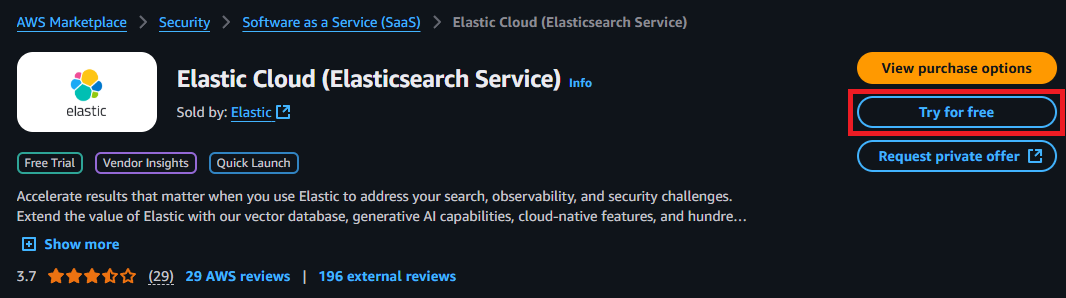 AWS Marketplace > Security > Software as a Service (SaaS) > Elastic Cloud (Elasticsearch Service)
elastic
Elastic Cloud (Elasticsearch Service) Info
Sold by: Elastic
View purchase options
Try for free
Request private offer
Free Trial Vendor Insights Quick Launch
Accelerate results that matter when you use Elastic to address your search, observability, and security challenges.
Extend the value of Elastic with our vector database, generative AI capabilities, cloud-native features, and hundre...
Show more
3.7 (29) 29 AWS reviews | 196 external reviews